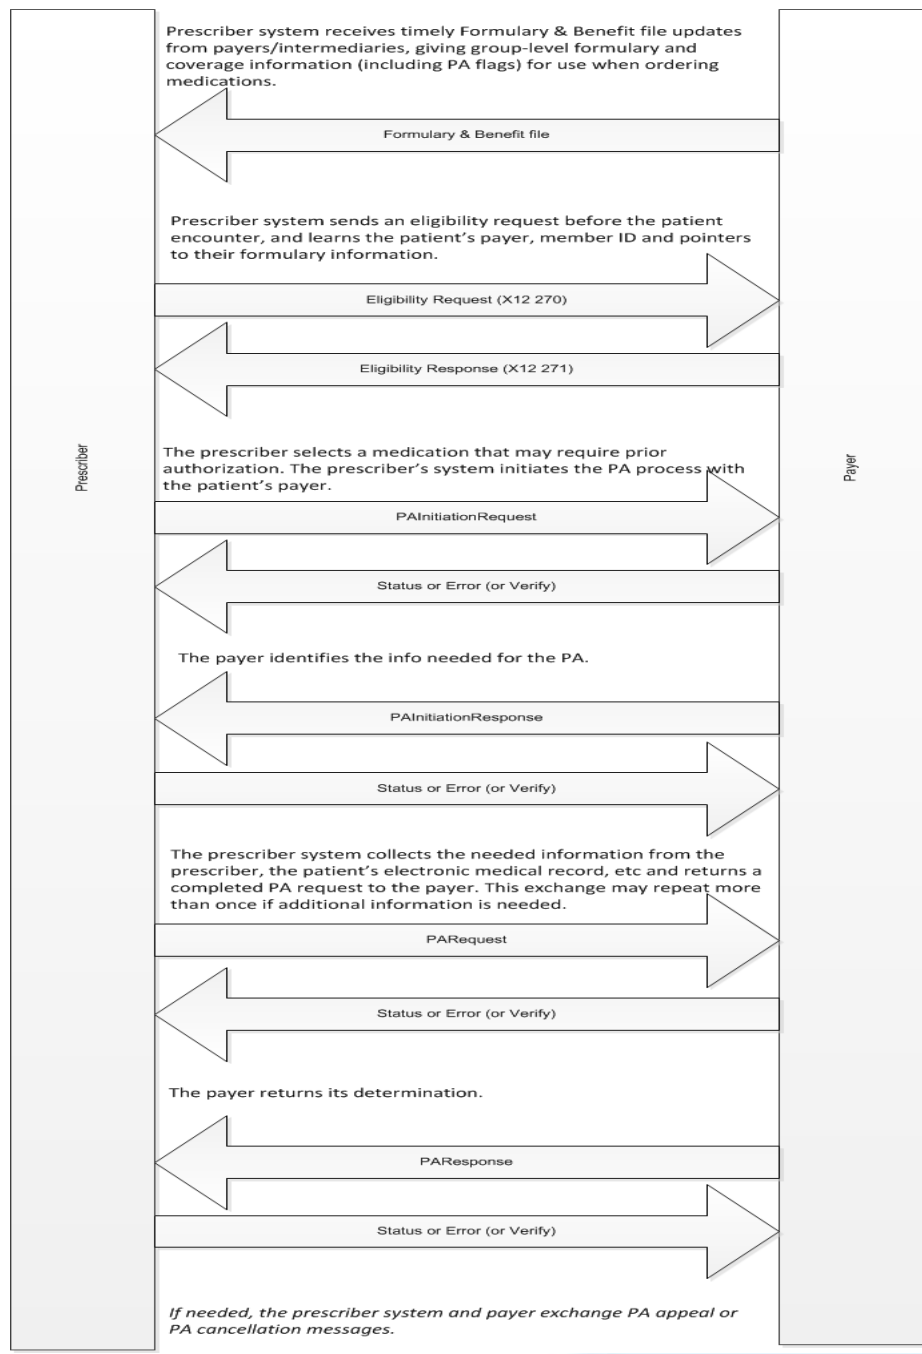 Prescriber system receives timely Formulary & Benefit file updates
from payers/intermediaries, giving group-level formulary and
coverage information (including PA flags) for use when ordering
medications.
Formulary & Benefit file
Prescriber system sends an eligibility request before the patient
encounter, and learns the patient’s payer, member ID and pointers
to their formulary information.
Eligibility Request (X12 270)
Eligibility Response (X12 271)
Prescriber
Payer
The prescriber selects a medication that may require prior
authorization. The prescriber’s system initiates the PA process with
the patient’s payer.
PAInitiationRequest
Status or Error (or Verify)
The payer identifies the info needed for the PA.
PAInitiationResponse
Status or Error (or Verify)
The prescriber system collects the needed information from the
prescriber, the patient’s electronic medical record, etc and returns a
completed PA request to the payer. This exchange may repeat more
than once if additional information is needed.
PARequest
Status or Error (or Verify)
The payer returns its determination.
PAResponse
Status or Error (or Verify)
If needed, the prescriber system and payer exchange PA appeal or
PA cancellation messages.